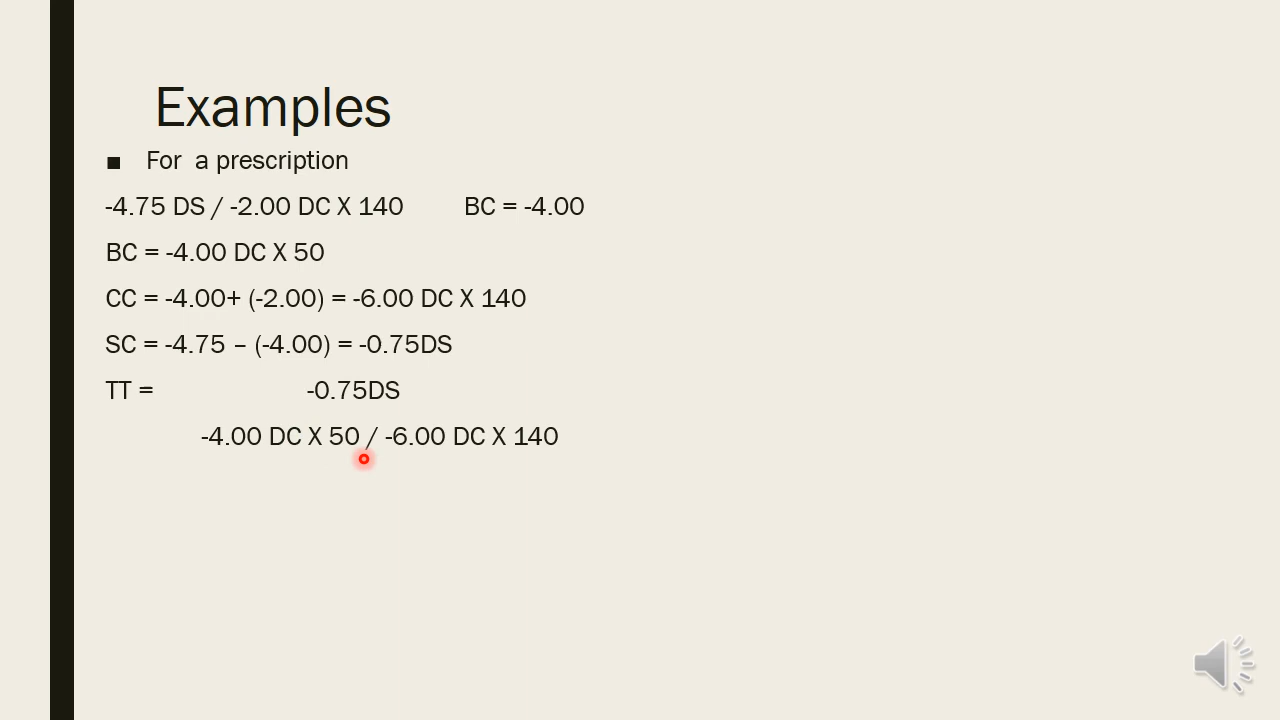 Examples
▪ For a prescription
-4.75 DS / -2.00 DC X 140 BC = -4.00
BC = -4.00 DC X 50
CC = -4.00+ (-2.00) = -6.00 DC X 140
SC = -4.75 – (-4.00) = -0.75DS
TT = -0.75DS
-4.00 DC X 50 / -6.00 DC X 140